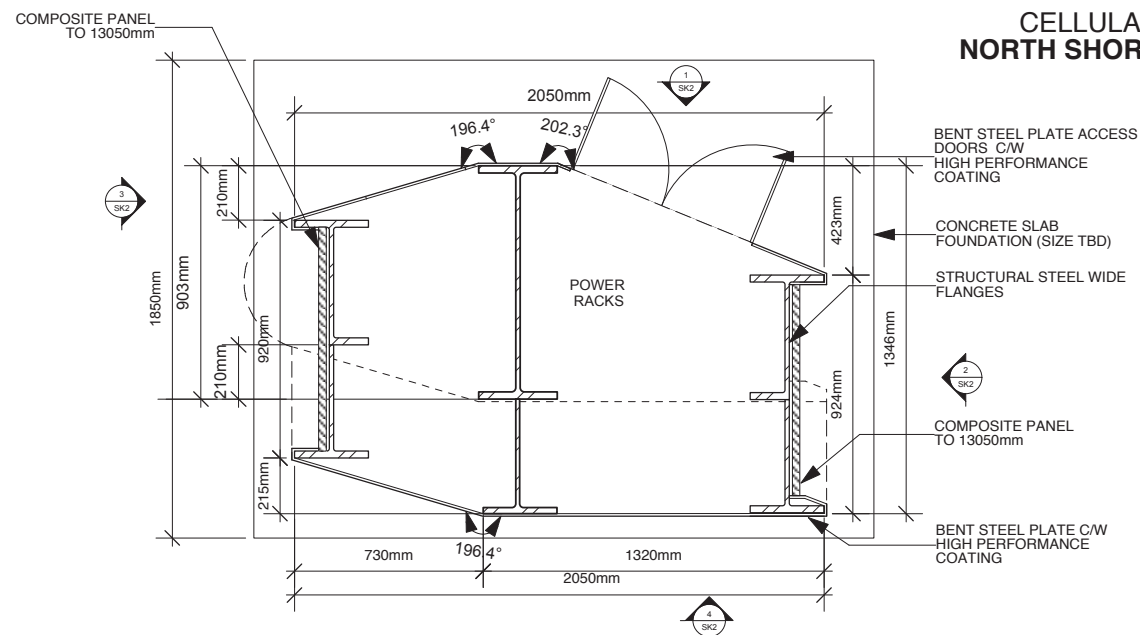 COMPOSITE PANEL
TO 13050mm
CELLULA
NORTH SHOR
1
SK2
2050mm
196.4°
202.3°
BENT STEEL PLATE ACCESS
DOORS C/W
HIGH PERFORMANCE
COATING
210mm
3
SK2
423mm
CONCRETE SLAB
FOUNDATION (SIZE TBD)
STRUCTURAL STEEL WIDE
FLANGES
POWER
RACKS
903mm
1850mm
920mm
1346mm
210mm
2
SK2
924mm
COMPOSITE PANEL
TO 13050mm
215mm
BENT STEEL PLATE C/W
HIGH PERFORMANCE
COATING
196.4°
730mm
1320mm
2050mm
4
SK2